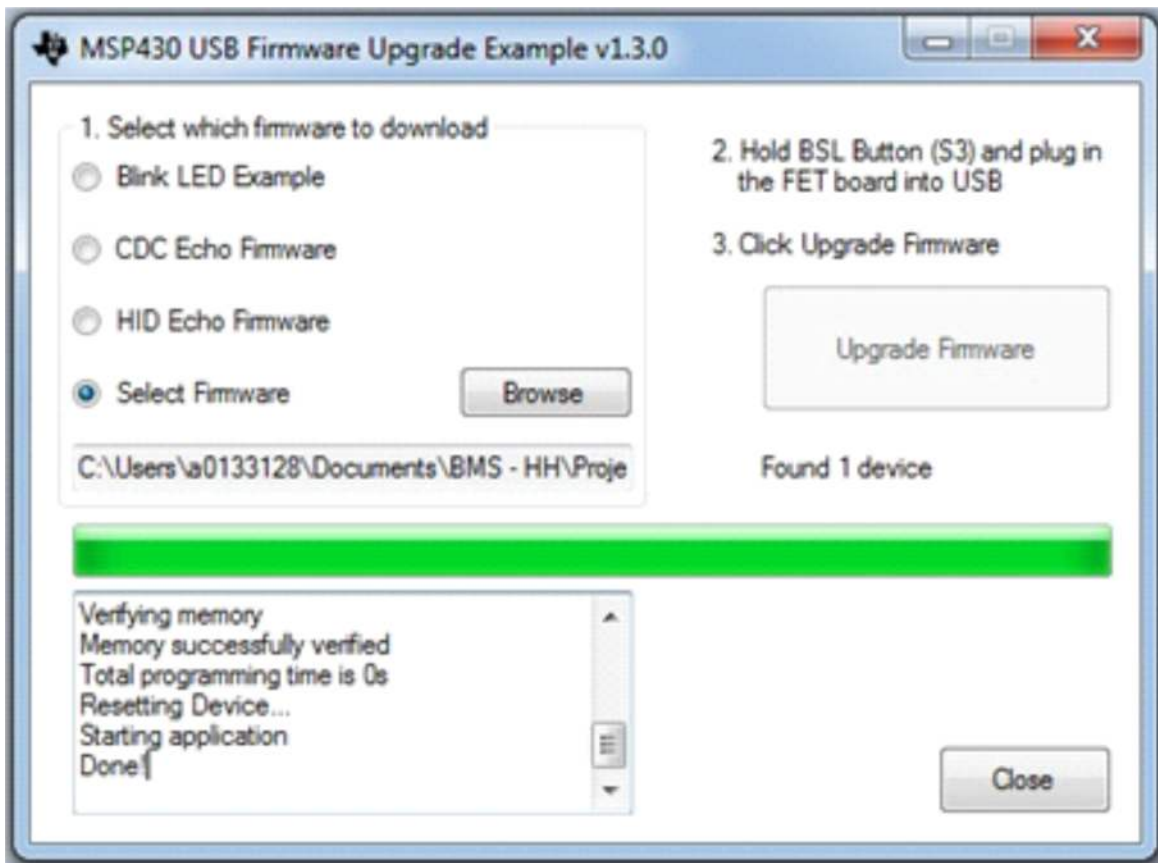 MSP430 USB Firmware Upgrade Example v1.3.0
1. Select which firmware to download
Blink LED Example
CDC Echo Firmware
HID Echo Firmware
Select Firmware
Browse
C:\Users\a0133128\Documents\BMS - HH\Proje
2. Hold BSL Button (S3) and plug in
the FET board into USB
3. Click Upgrade Firmware
Upgrade Firmware
Found 1 device
Verifying memory
Memory successfully verified
Total programming time is 0s
Resetting Device...
Starting application
Done!
Close